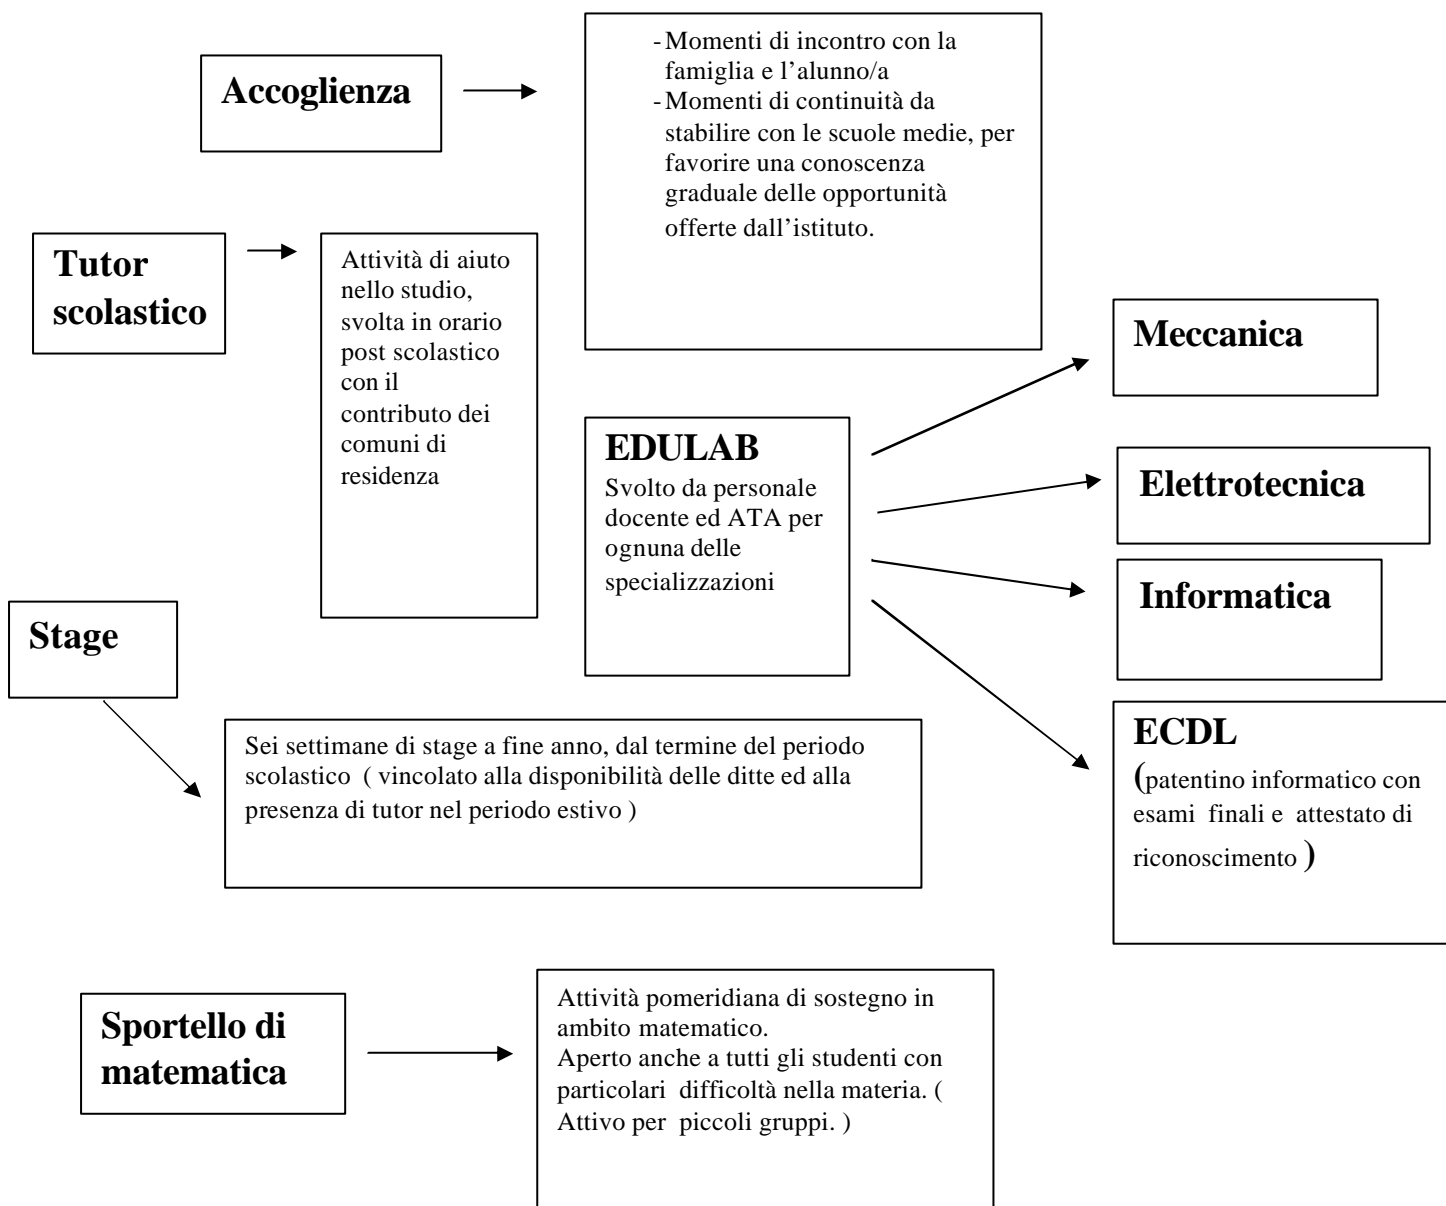 Accoglienza
- Momenti di incontro con la
famiglia e l’alunno/a
- Momenti di continuità da
stabilire con le scuole medie, per
favorire una conoscenza
graduale delle opportunità
offerte dall’istituto.
Tutor
scolastico
Attività di aiuto
nello studio,
svolta in orario
post scolastico
con il
contributo dei
comuni di
residenza
EDULAB
Svolto da personale
docente ed ATA per
ognuna delle
specializzazioni
Meccanica
Elettrotecnica
Informatica
ECDL
(patentino informatico con
esami finali e attestato di
riconoscimento )
Stage
Sei settimane di stage a fine anno, dal termine del periodo
scolastico ( vincolato alla disponibilità delle ditte ed alla
presenza di tutor nel periodo estivo )
Sportello di
matematica
Attività pomeridiana di sostegno in
ambito matematico.
Aperto anche a tutti gli studenti con
particolari difficoltà nella materia. (
Attivo per piccoli gruppi. )